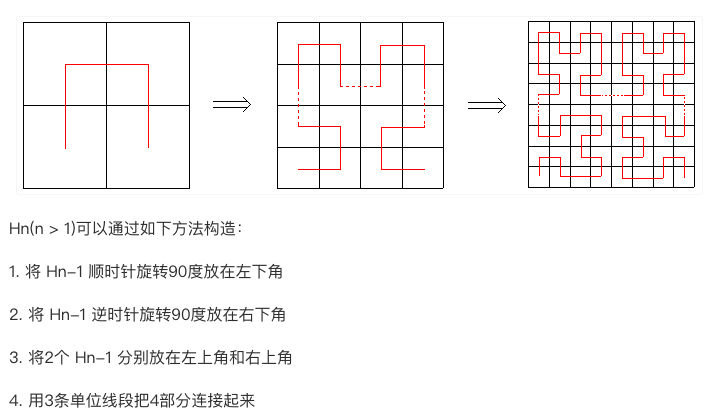 Hn(n > 1)可以通过如下方法构造：
1. 将 Hn-1 顺时针旋转90度放在左下角
2. 将 Hn-1 逆时针旋转90度放在右下角
3. 将2个 Hn-1 分别放在左上角和右上角
4. 用3条单位线段把4部分连接起来